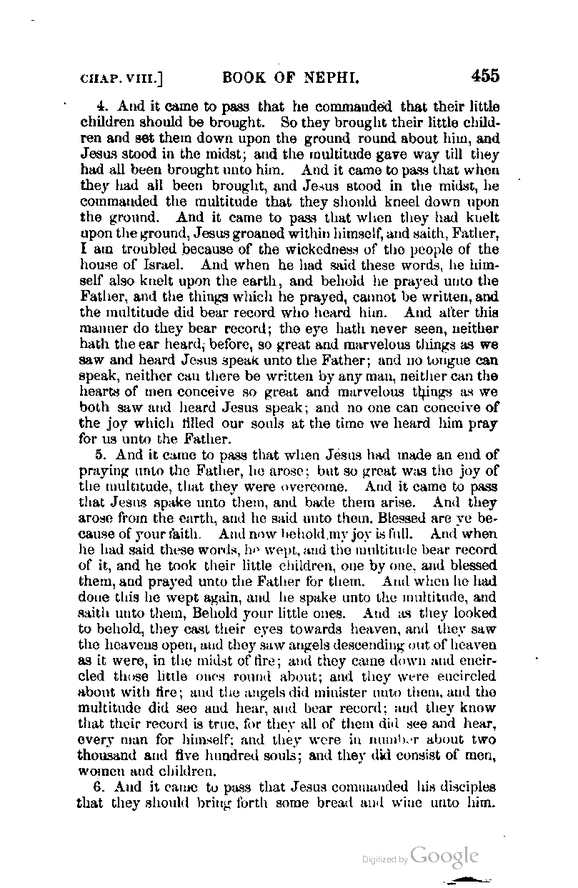 CHAP. VIII.] BOOK OF NEPHI. 455
4. And it came to pass that he commanded that their little
children should be brought. So they brought their little child-
ren and set them down upon the ground round about him, and
Jesus stood in the midst; and the multitude gave way till they
had all been brought unto him. And it came to pass that when
they had all been brought, and Jesus stood in the midst, he
commanded the multitude that they should kneel down upon
the ground. And it came to pass that when they had knelt
upon the ground, Jesus groaned within himself, and saith, Father,
I am troubled because of the wickedness of the people of the
house of Israel. And when he had said these words, he him-
self also knelt upon the earth, and behold he prayed unto the
Father, and the things which he prayed, cannot be written, and
the multitude did bear record who heard him. And after this
manner do they bear record; the eye hath never seen, neither
hath the ear heard, before, so great and marvelous things as we
saw and heard Jesus speak unto the Father; and no tongue can
speak, neither can there be written by any man, neither can the
hearts of men conceive so great and marvelous things as we
both saw and heard Jesus speak; and no one can conceive of
the joy which filled our souls at the time we heard him pray
for us unto the Father.
5. And it came to pass that when Jesus had made an end of
praying unto the Father, he arose; but so great was the joy of
the multitude, that they were overcome. And it came to pass
that Jesus spake unto them, and bade them arise. And they
arose from the earth, and he said unto them, Blessed are ye be-
cause of your faith. And now behold, my joy is full. And when
he had said these words, he wept, and the multitude bear record
of it, and he took their little children, one by one, and blessed
them, and prayed unto the Father for them. And when he had
done this he wept again, and he spake unto the multitude, and
saith unto them, Behold your little ones. And as they looked
to behold, they cast their eyes towards heaven, and they saw
the heavens open, and they saw angels descending out of heaven
as it were, in the midst of fire; and they came down and encir-
cled those little ones round about; and they were encircled
about with fire; and the angels did minister unto them, and the
multitude did see and hear, and bear record; and they know
that their record is true, for they all of them did see and hear,
every man for himself; and they were in number about two
thousand and five hundred souls; and they did consist of men,
women and children.
6. And it came to pass that Jesus commanded his disciples
that they should bring forth some bread and wine unto him.
Digitized by Google